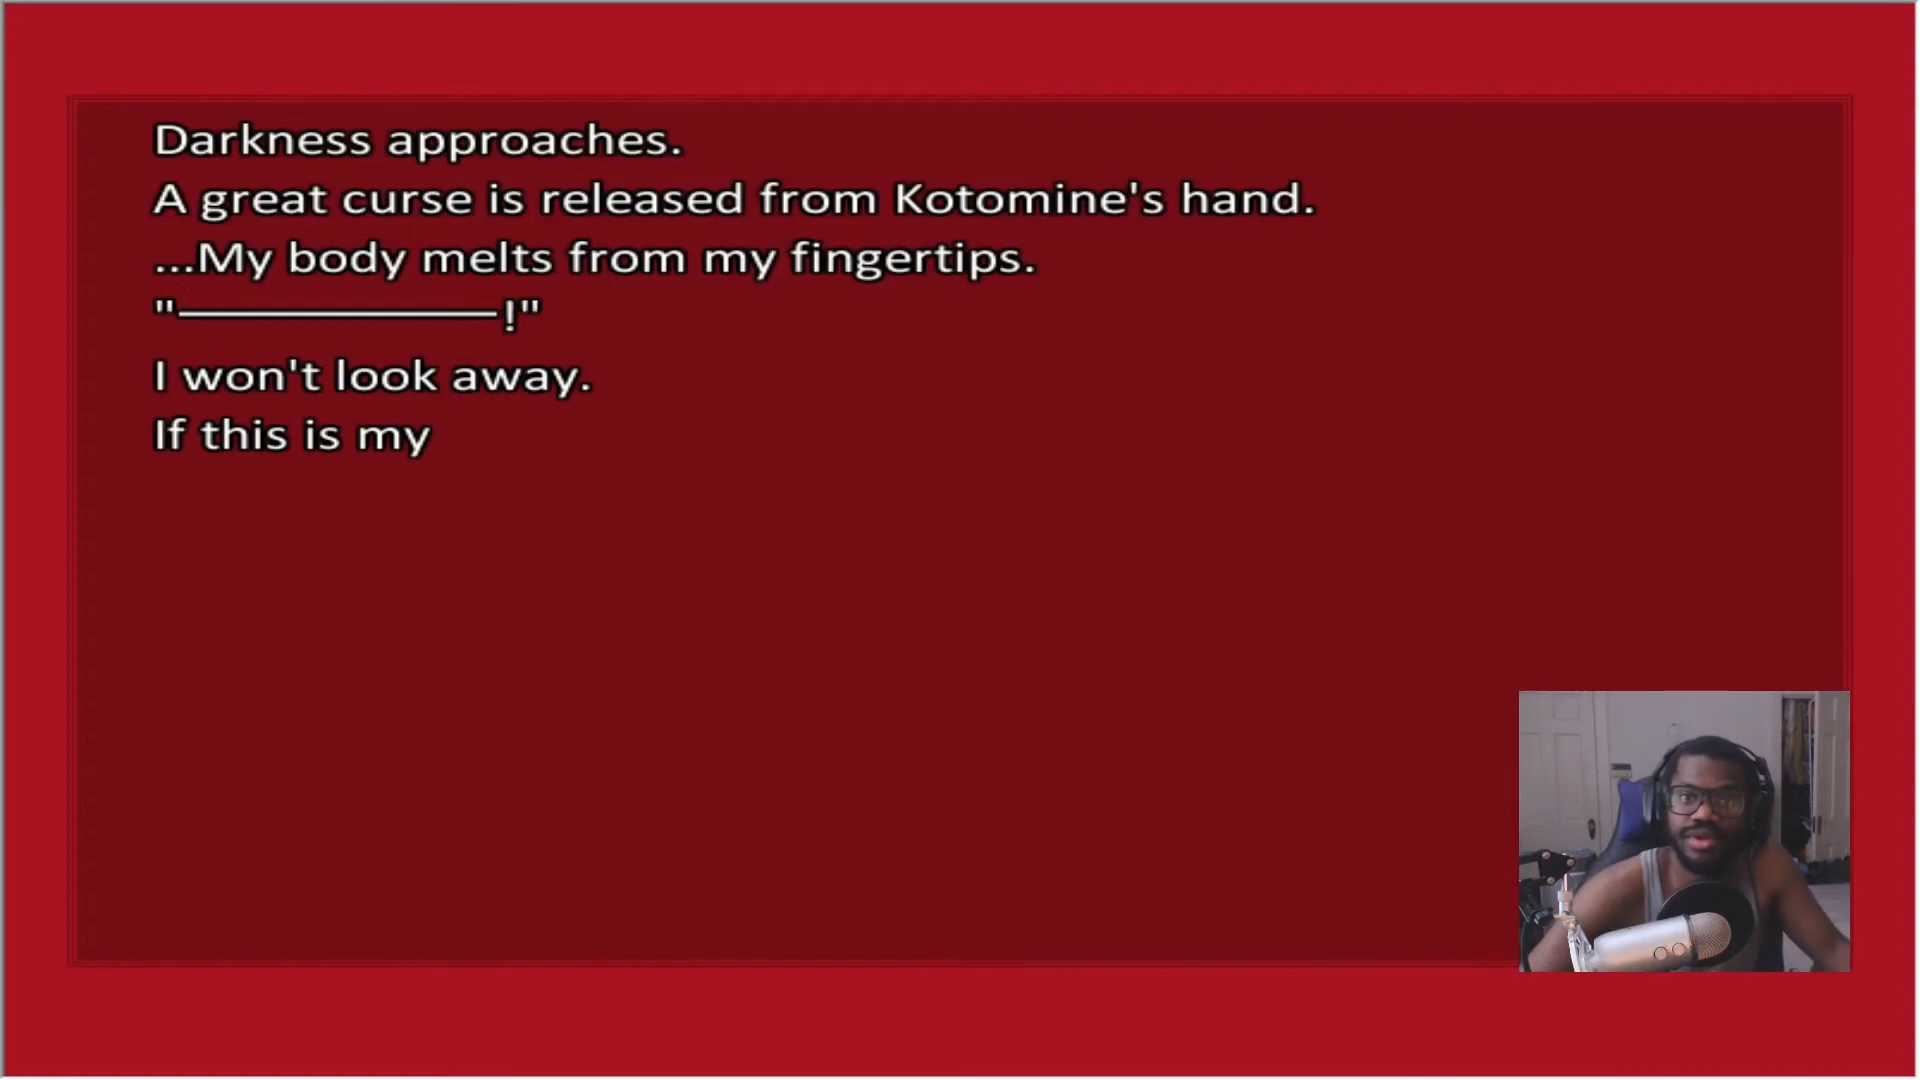 Darkness approaches.
A great curse is released from Kotomine's hand.
...My body melts from my fingertips.
"――――――!"
I won't look away.
If this is my